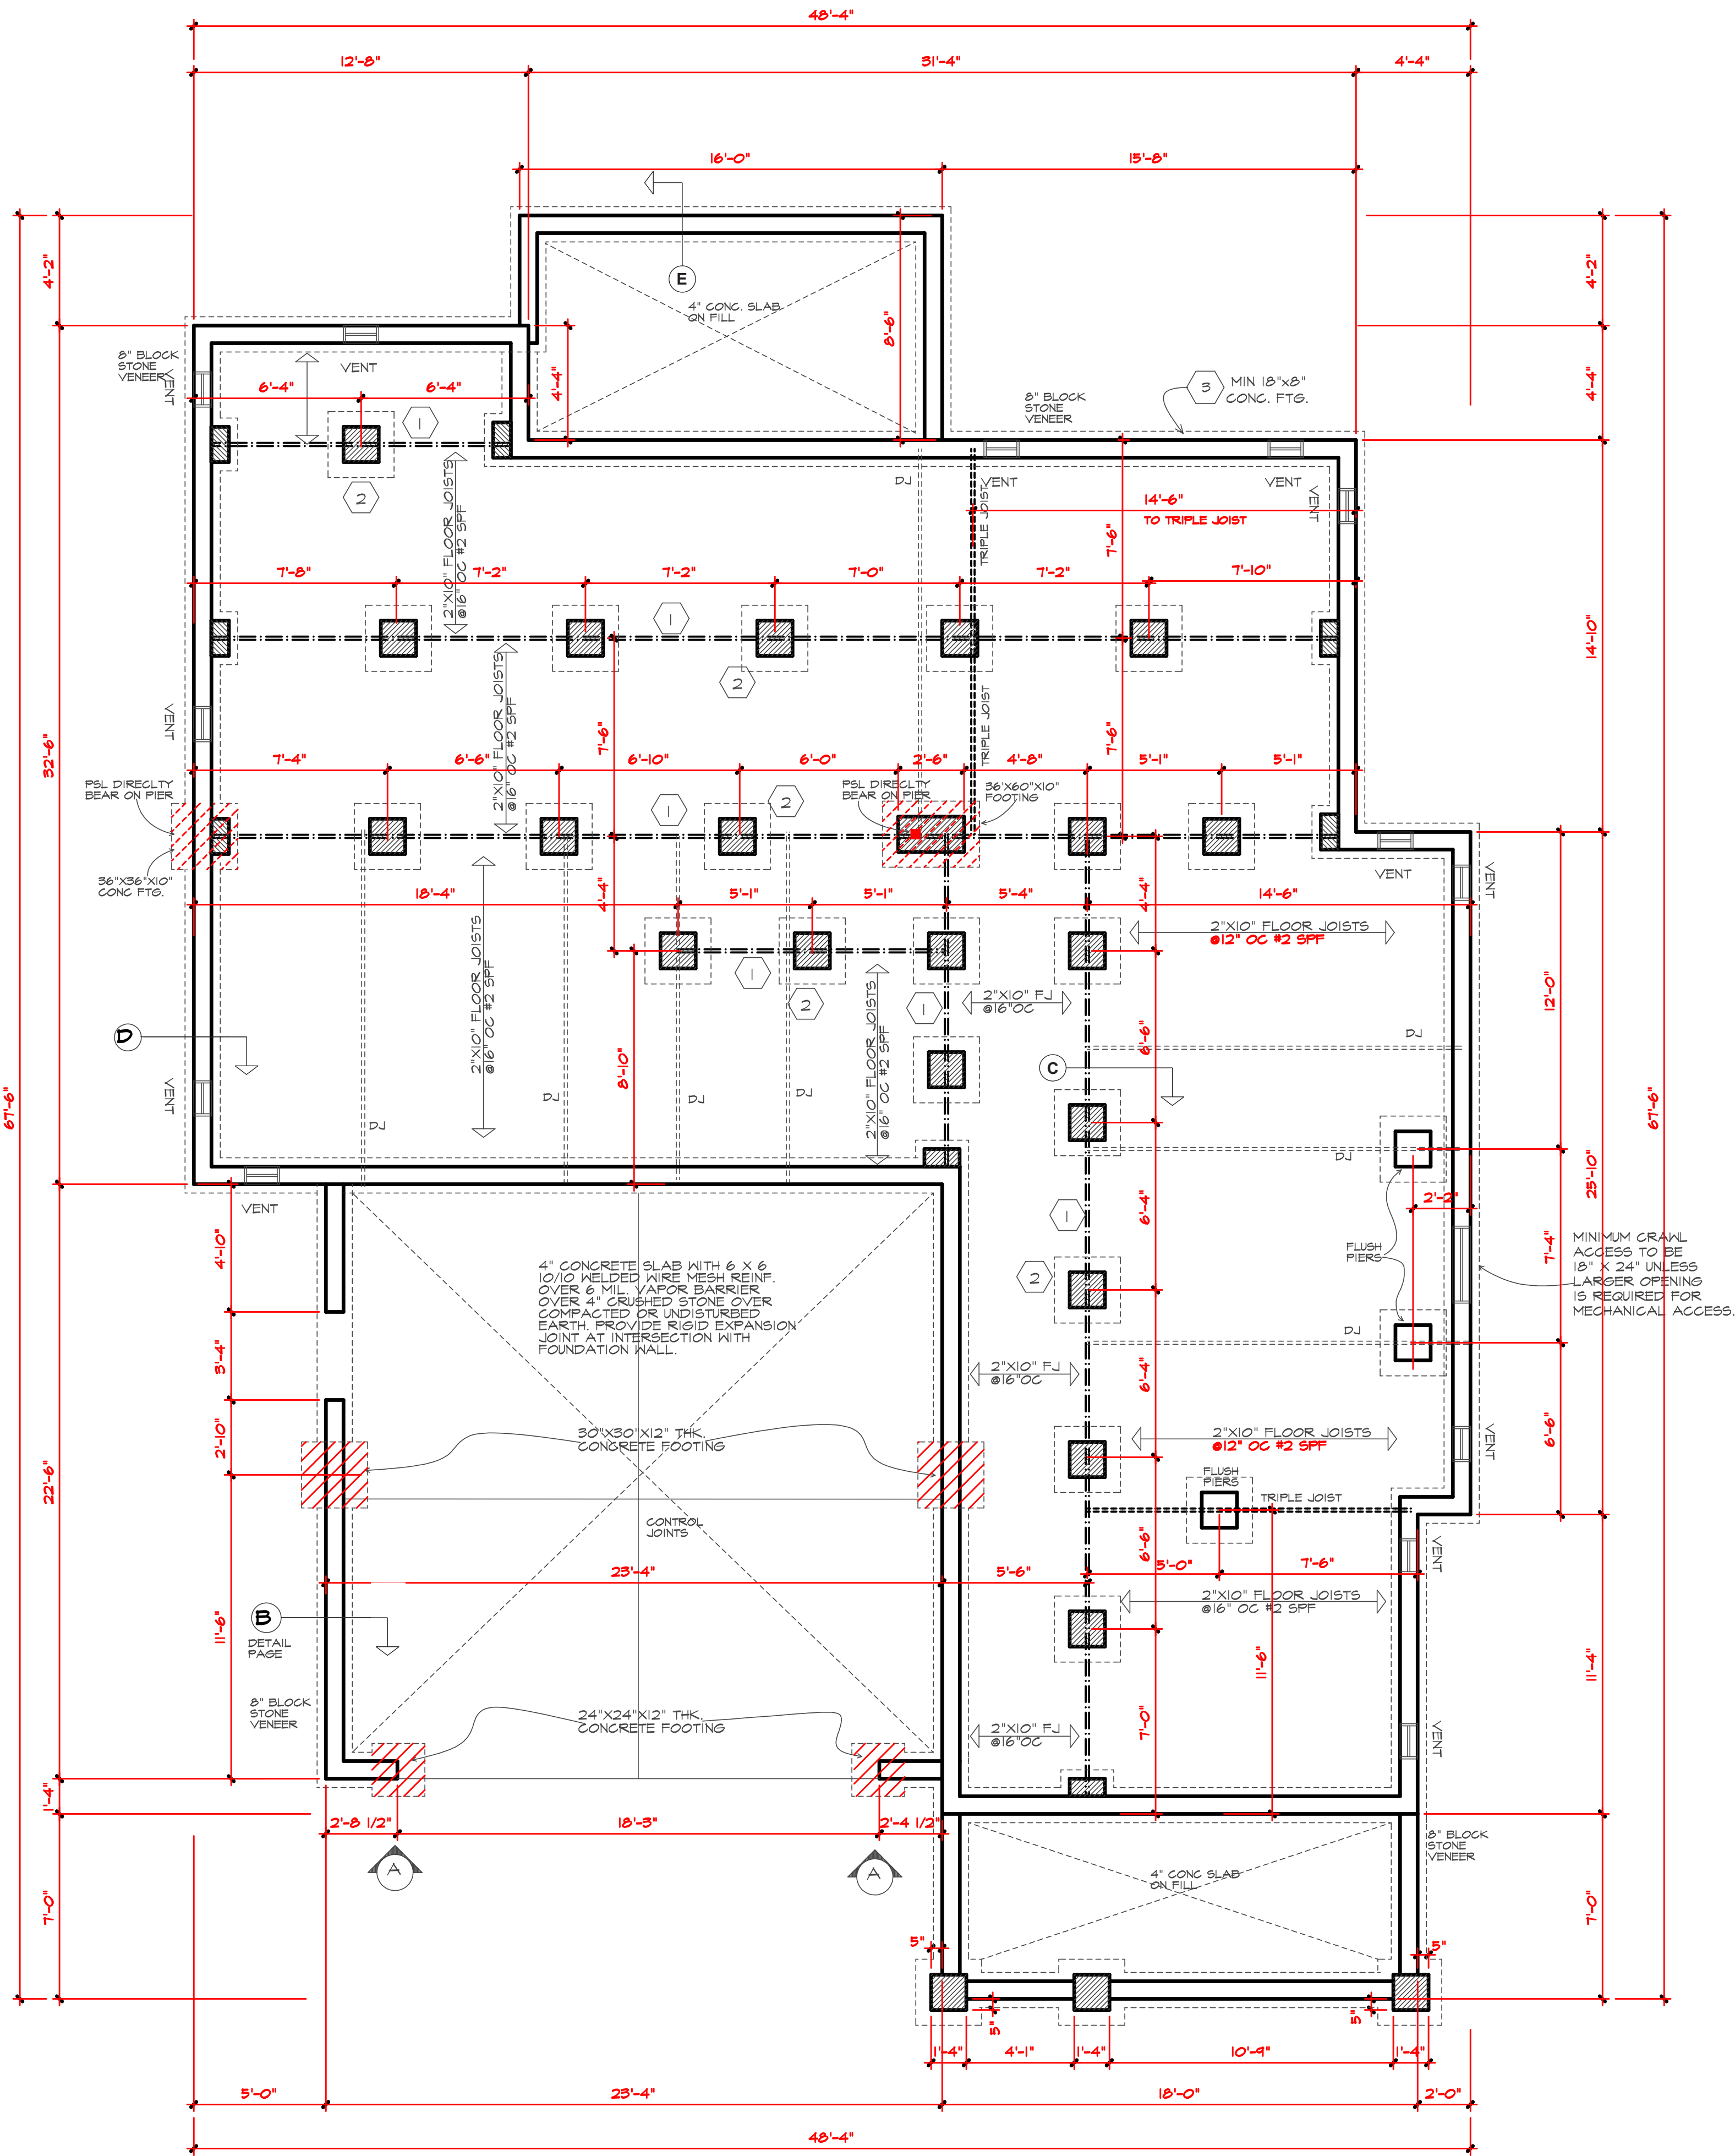 48'-4"
12'-8"
31'-4"
4'-4"
16'-0"
15'-8"
4'-2"
4'-2"
E
4" CONC. SLAB
ON FILL
8'-6"
8" BLOCK
STONE
VENEER
VENT
VENT
6'-4"
6'-4"
4'-4"
4'-4"
1
2
3
MIN 18"x8"
CONC. FTG.
8" BLOCK
STONE
VENEER
DJ
VENT
VENT
VENT
TRIPLE JOIST
14'-6"
TO TRIPLE JOIST
2"X10" FLOOR JOISTS
@16" OC #2 SPF
7'-6"
7'-8"
7'-2"
7'-2"
7'-0"
7'-2"
7'-10"
1
2
14'-10"
32'-6"
VENT
2"X10" FLOOR JOISTS
@16" OC #2 SPF
7'-6"
TRIPLE JOIST
7'-6"
7'-4"
6'-6"
6'-10"
6'-0"
2'-6"
4'-8"
5'-1"
5'-1"
PSL DIRECLTY
BEAR ON PIER
1
2
PSL DIRECLTY
BEAR ON PIER
36'X60"X10"
FOOTING
36"X36"X10"
CONC FTG.
VENT
VENT
18'-4"
4'-4"
5'-1"
5'-1"
5'-4"
4'-4"
14'-6"
2"X10" FLOOR JOISTS
@12" OC #2 SPF
2"X10" FLOOR JOISTS
@16" OC #2 SPF
1
2
1
2"X10" FJ
@16"OC
12'-0"
2"X10" FLOOR JOISTS
@16" OC #2 SPF
D
8'-10"
6'-6"
DJ
C
VENT
DJ
DJ
DJ
DJ
67'-6"
67'-6"
DJ
25'-10"
VENT
2'-2"
1
6'-4"
4'-10"
FLUSH
PIERS
7'-4"
MINIMUM CRAWL
ACCESS TO BE
18" X 24" UNLESS
LARGER OPENING
IS REQUIRED FOR
MECHANICAL ACCESS.
4" CONCRETE SLAB WITH 6 X 6
10/10 WELDED WIRE MESH REINF.
OVER 6 MIL. VAPOR BARRIER
OVER 4" CRUSHED STONE OVER
COMPACTED OR UNDISTURBED
EARTH. PROVIDE RIGID EXPANSION
JOINT AT INTERSECTION WITH
FOUNDATION WALL.
2
DJ
3'-4"
2"X10" FJ
@16"OC
6'-4"
30"X30"X12" THK.
CONCRETE FOOTING
2'-10"
2"X10" FLOOR JOISTS
@12" OC #2 SPF
6'-6"
VENT
22'-6"
FLUSH
PIERS
TRIPLE JOIST
CONTROL
JOINTS
6'-6"
VENT
23'-4"
5'-6"
5'-0"
7'-6"
2"X10" FLOOR JOISTS
@16" OC #2 SPF
B
DETAIL
PAGE
11'-6"
11'-6"
11'-4"
8" BLOCK
STONE
VENEER
24"X24"X12" THK.
CONCRETE FOOTING
2"X10" FJ
@16"OC
7'-0"
VENT
1'-4"
2'-8 1/2"
18'-3"
2'-4 1/2"
A
A
8" BLOCK
STONE
VENEER
4" CONC SLAB
ON FILL
7'-0"
7'-0"
5"
5"
5"
5"
1'-4"
4'-1"
1'-4"
10'-9"
1'-4"
5'-0"
23'-4"
18'-0"
2'-0"
48'-4"